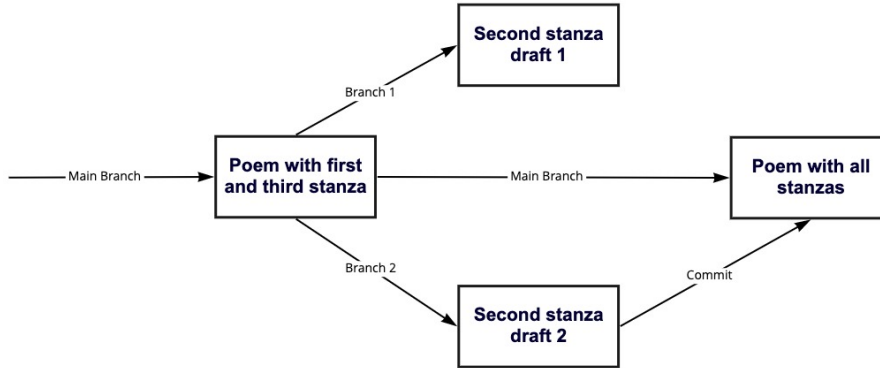 Second stanza
draft 1
Branch 1
Main Branch
Poem with first
and third stanza
Main Branch
Poem with all
stanzas
Branch 2
Commit
Second stanza
draft 2